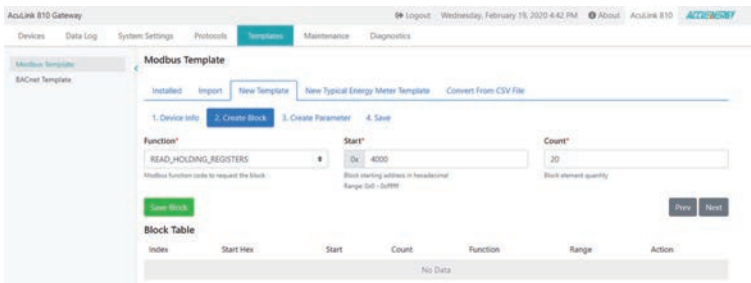 AcuLink 810 Gateway
Logout Wednesday, February 19, 2020 4:42 PM About AcuLink 810 ACCUENERGY
Devices Data Log System Settings Protocols Templates Maintenance Diagnostics
Modbus Template
BACnet Template
Modbus Template
Installed Import New Template New Typical Energy Meter Template Convert From CSV File
1. Device Info 2. Create Block 3. Create Parameter 4. Save
Function* Start* Count*
READ_HOLDING_REGISTERS 0x 4000 20
Modbus function code to request the block Block starting address in hexadecimal Block element quantity
Range: 0x0 - 0xffff
Save Block Prev Next
Block Table
Index Start Hex Start Count Function Range Action
No Data